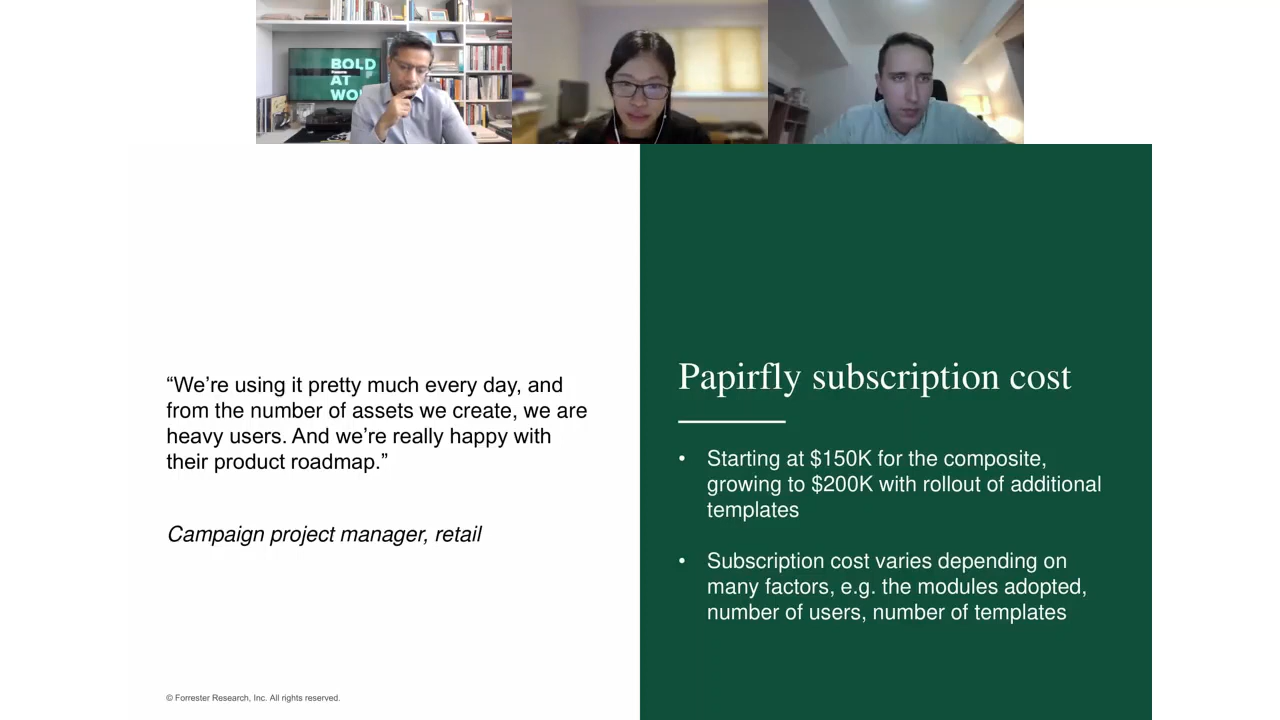 BOLD
AT
“We’re using it pretty much every day, and
from the number of assets we create, we are
heavy users. And we’re really happy with
their product roadmap.”
Campaign project manager, retail
© Forrester Research, Inc. All rights reserved.
Papirfly subscription cost
• Starting at $150K for the composite,
growing to $200K with rollout of additional
templates
• Subscription cost varies depending on
many factors, e.g. the modules adopted,
number of users, number of templates